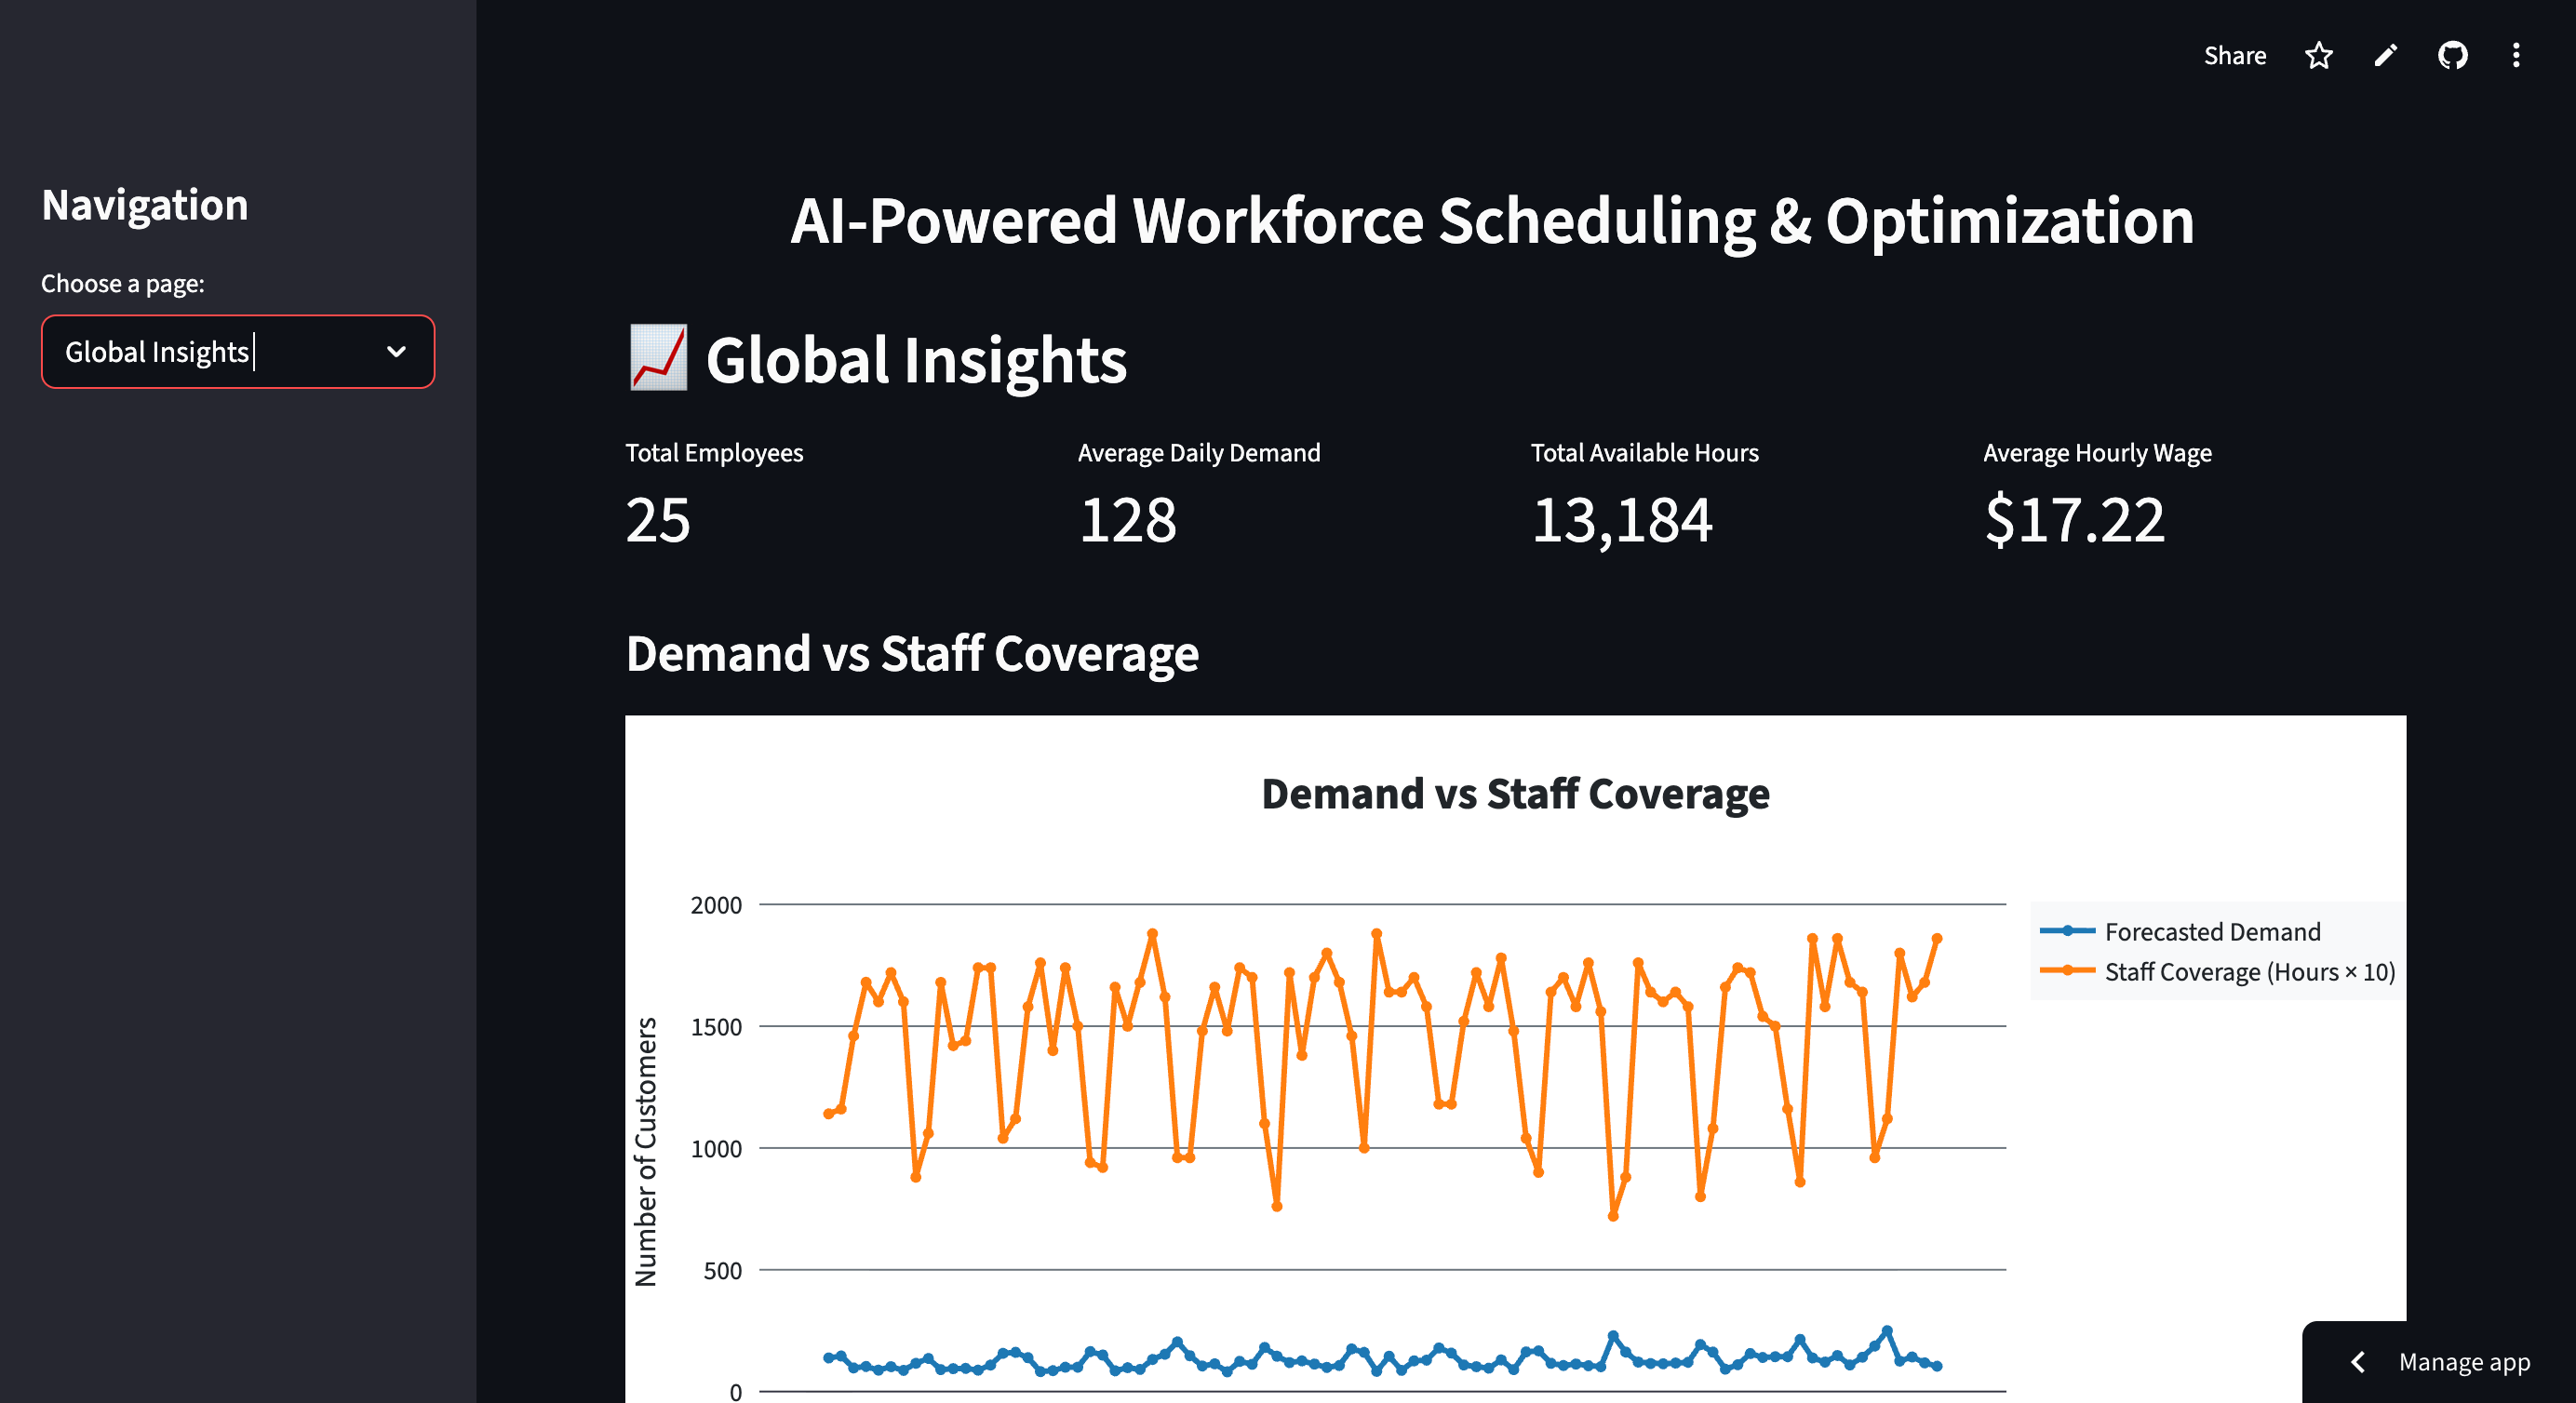 Share
Navigation
Choose a page:
Global Insights
AI-Powered Workforce Scheduling & Optimization
📈 Global Insights
Total Employees
25
Average Daily Demand
128
Total Available Hours
13,184
Average Hourly Wage
$17.22
Demand vs Staff Coverage
Demand vs Staff Coverage
2000
1500
1000
500
0
Number of Customers
Forecasted Demand
Staff Coverage (Hours × 10)
Manage app